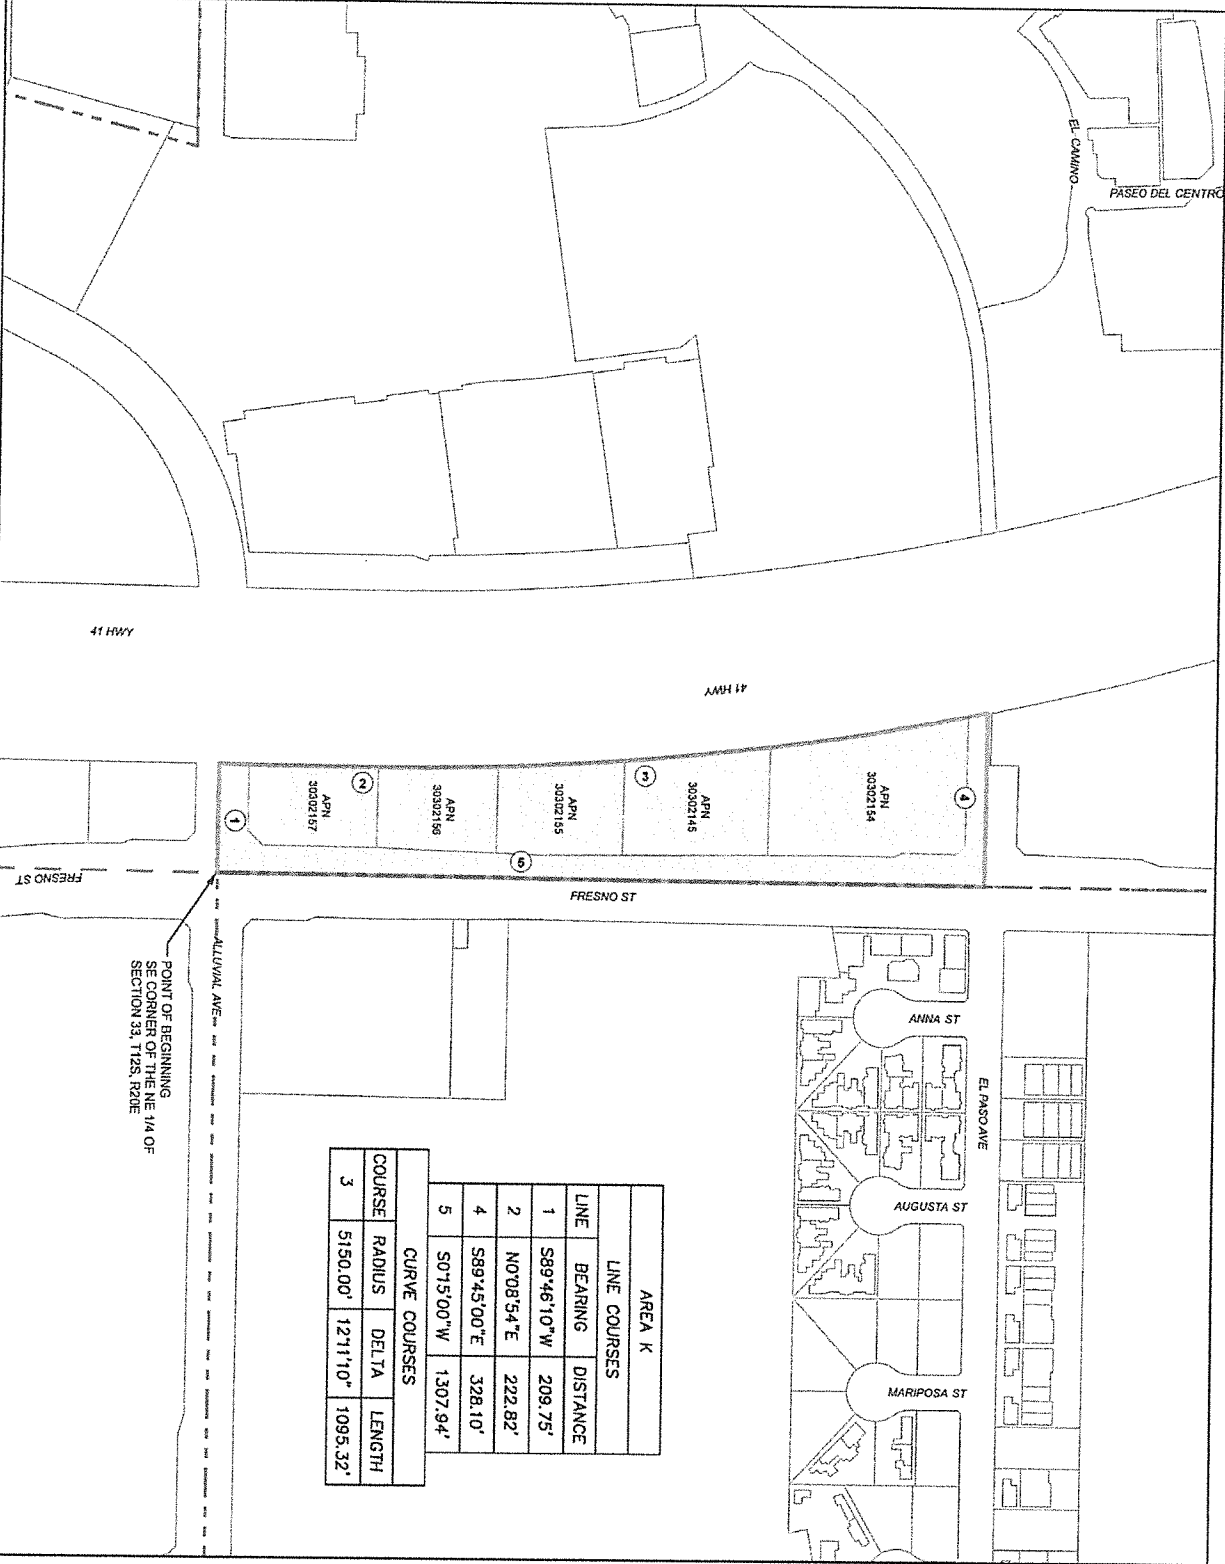 EL CAMINO
PASEO DEL CENTRO
41 HWY
41 HWY
APN
30302157
APN
30302156
APN
30302155
APN
30302145
APN
30302154
1
2
3
4
5
FRESNO ST
FRESNO ST
ALLUVIAL AVE
POINT OF BEGINNING
SE CORNER OF THE NE 1/4 OF
SECTION 33, T12S, R20E
ANNA ST
EL PASO AVE
AUGUSTA ST
MARIPOSA ST
AREA K
LINE COURSES
LINE BEARING DISTANCE
1 S89°46'10"W 209.75'
2 N0°08'54"E 222.82'
4 S89°45'00"E 328.10'
5 S0°15'00"W 1307.94'
CURVE COURSES
COURSE RADIUS DELTA LENGTH
3 5150.00' 12°11'10" 1095.32'